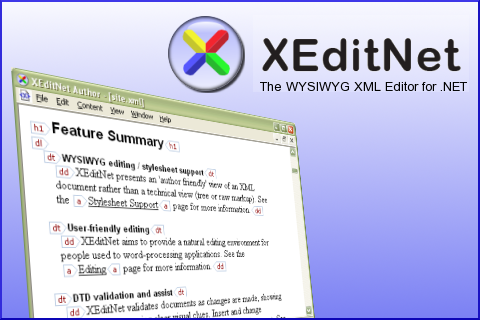 XEditNet
The WYSIWYG XML Editor for .NET
XEditNet Author - [site.xml]
File Edit Content View Window Help
h1 Feature Summary h1
dl
dt WYSIWYG editing / stylesheet support dt
dd XEditNet presents an 'author friendly' view of an XML
document rather than a technical view (tree or raw markup). See
the a Stylesheet Support a page for more information. dd
dt User-friendly editing dt
dd XEditNet aims to provide a natural editing environment for
people used to word-processing applications. See the
a Editing a page for more information. dd
dt DTD validation and assist dt
dd XEditNet validates documents as changes are made, showing
visual clues. Insert and change
See